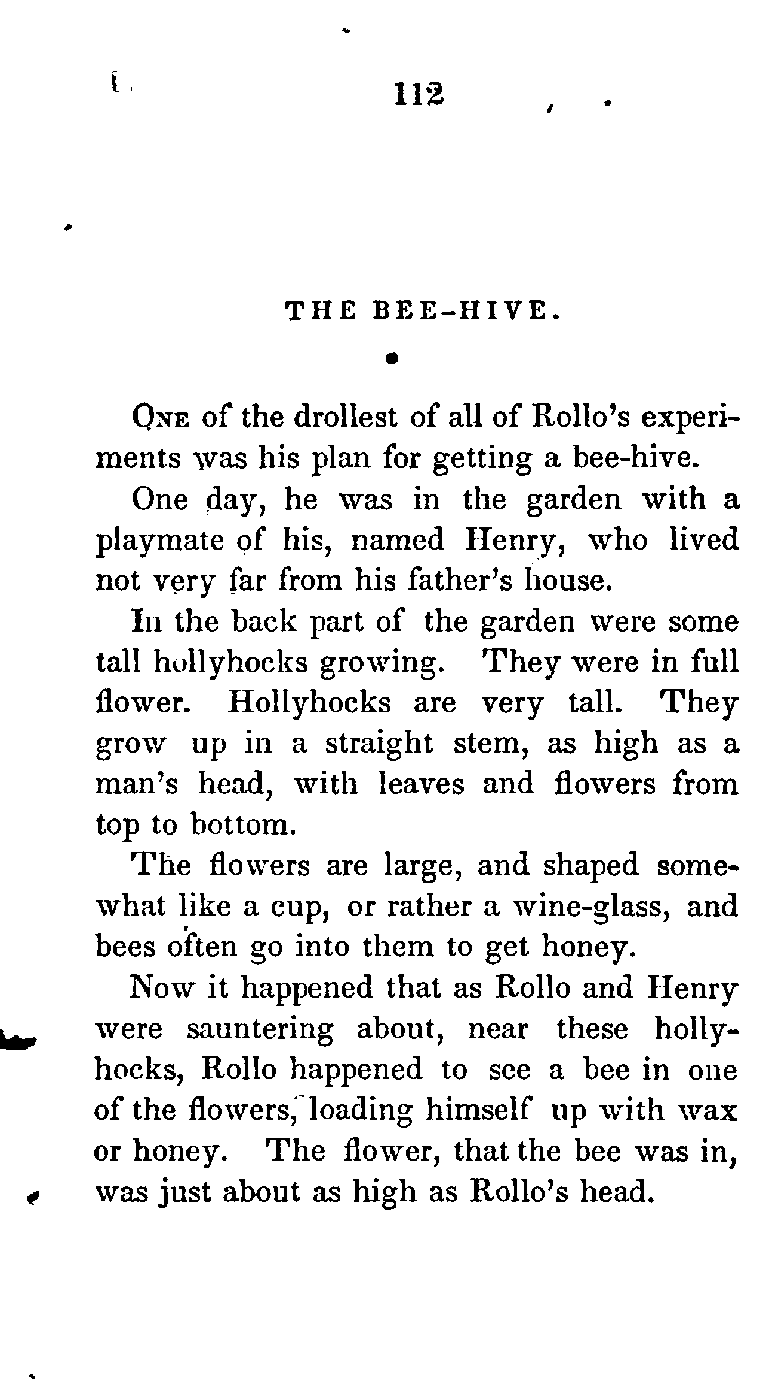 112
THE BEE-HIVE.
ONE of the drollest of all of Rollo's experi-
ments was his plan for getting a bee-hive.
One day, he was in the garden with a
playmate of his, named Henry, who lived
not very far from his father's house.
In the back part of the garden were some
tall hollyhocks growing. They were in full
flower. Hollyhocks are very tall. They
grow up in a straight stem, as high as a
man's head, with leaves and flowers from
top to bottom.
The flowers are large, and shaped some-
what like a cup, or rather a wine-glass, and
bees often go into them to get honey.
Now it happened that as Rollo and Henry
were sauntering about, near these holly-
hocks, Rollo happened to see a bee in one
of the flowers, loading himself up with wax
or honey. The flower, that the bee was in,
was just about as high as Rollo's head.